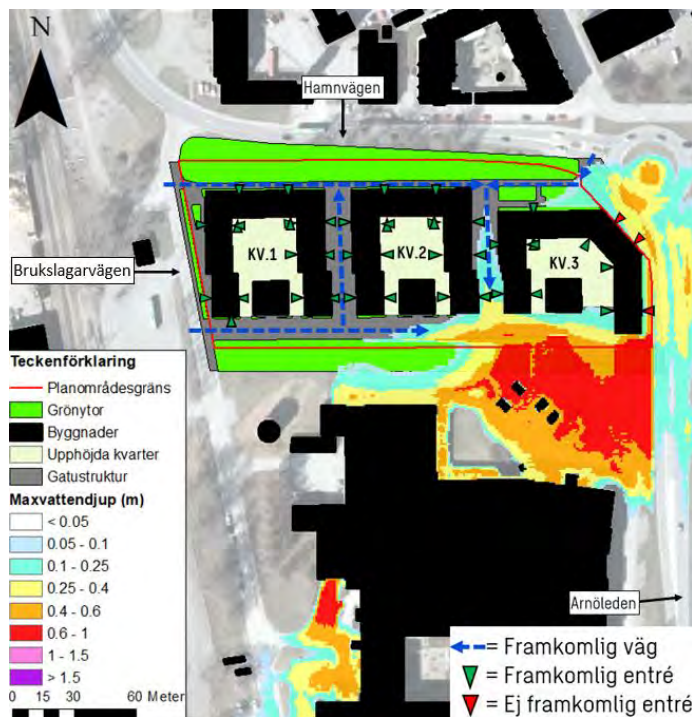 N
Hamnvägen
KV.1
KV.2
KV.3
Brukslagarvägen
Teckenförklaring
Planområdesgräns
Grönytor
Byggnader
Upphöjda kvarter
Gatustruktur
Maxvattendjup (m)
< 0.05
0.05 - 0.1
0.1 - 0.25
0.25 - 0.4
0.4 - 0.6
0.6 - 1
1 - 1.5
> 1.5
0 15 30 60 Meter
Arnöleden
= Framkomlig väg
= Framkomlig entré
= Ej framkomlig entré